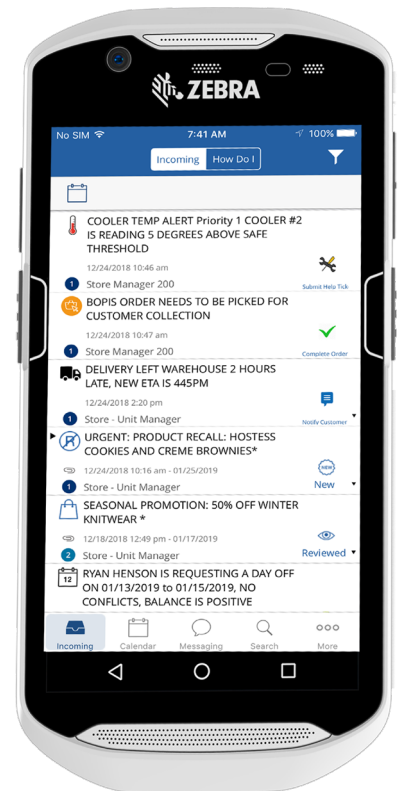 ZEBRA
No SIM 7:41 AM 100%
Incoming How Do I
COOLER TEMP ALERT Priority 1 COOLER #2
IS READING 5 DEGREES ABOVE SAFE
THRESHOLD
12/24/2018 10:46 am
1 Store Manager 200
Submit Help Tick
BOPIS ORDER NEEDS TO BE PICKED FOR
CUSTOMER COLLECTION
12/24/2018 10:47 am
1 Store Manager 200
Complete Order
DELIVERY LEFT WAREHOUSE 2 HOURS
LATE, NEW ETA IS 445PM
12/24/2018 2:20 pm
1 Store - Unit Manager
Notify Customer
URGENT: PRODUCT RECALL: HOSTESS
COOKIES AND CREME BROWNIES*
12/24/2018 10:16 am - 01/25/2019
NEW
1 Store - Unit Manager
New
SEASONAL PROMOTION: 50% OFF WINTER
KNITWEAR *
12/18/2018 12:49 pm - 01/17/2019
2 Store - Unit Manager
Reviewed
12
RYAN HENSON IS REQUESTING A DAY OFF
ON 01/13/2019 to 01/15/2019, NO
CONFLICTS, BALANCE IS POSITIVE
Incoming Calendar Messaging Search More